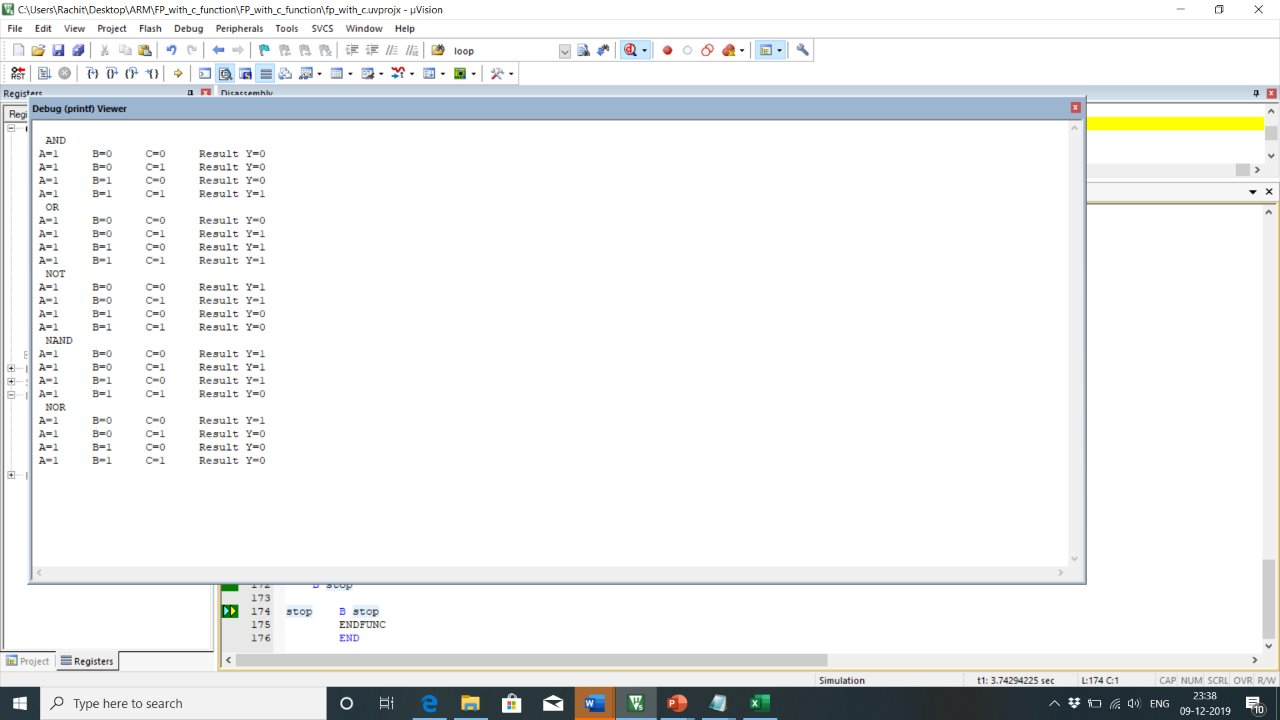 C:\Users\Rachit\Desktop\ARM\FP_with_c_function\FP_with_c_function\fp_with_c.uvprojx - µVision
File Edit View Project Flash Debug Peripherals Tools SVCS Window Help
loop
Registers Disassembly
Debug (printf) Viewer
AND
A=1 B=0 C=0 Result Y=0
A=1 B=0 C=1 Result Y=0
A=1 B=1 C=0 Result Y=0
A=1 B=1 C=1 Result Y=1
OR
A=1 B=0 C=0 Result Y=0
A=1 B=0 C=1 Result Y=1
A=1 B=1 C=0 Result Y=1
A=1 B=1 C=1 Result Y=1
NOT
A=1 B=0 C=0 Result Y=1
A=1 B=0 C=1 Result Y=1
A=1 B=1 C=0 Result Y=0
A=1 B=1 C=1 Result Y=0
NAND
A=1 B=0 C=0 Result Y=1
A=1 B=0 C=1 Result Y=1
A=1 B=1 C=0 Result Y=1
A=1 B=1 C=1 Result Y=0
NOR
A=1 B=0 C=0 Result Y=1
A=1 B=0 C=1 Result Y=0
A=1 B=1 C=0 Result Y=0
A=1 B=1 C=1 Result Y=0
172 B stop
173
174 stop B stop
175 ENDFUNC
176 END
Project Registers
Simulation t1: 3.74294225 sec L:174 C:1 CAP NUM SCRL OVR R/W
Type here to search
ENG
23:38
09-12-2019
10